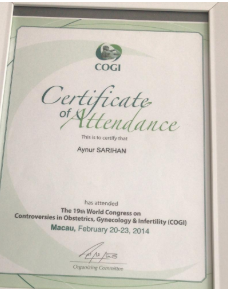 COGI
Certificate
of Attendance
This is to certify that
Aynur SARIHAN
has attended
The 19th World Congress on
Controversies in Obstetrics, Gynecology & Infertility (COGI)
Macau, February 20-23, 2014
Organizing Committee